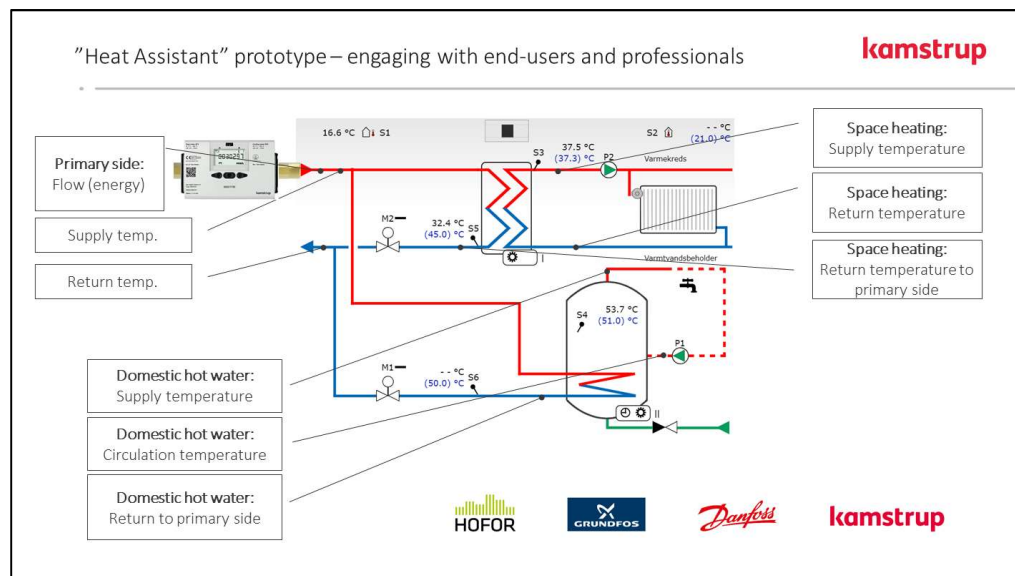 ”Heat Assistant” prototype – engaging with end-users and professionals
kamstrup
16.6 °C S1
S2 - - °C
(21.0) °C
Primary side:
Flow (energy)
Supply temp.
Return temp.
kamstrup
37.5 °C
S3 (37.3) °C
P2
Varmekreds
M2
32.4 °C
(45.0) °C S5
I
Varmtvandsbeholder
Space heating:
Supply temperature
Space heating:
Return temperature
Space heating:
Return temperature to
primary side
53.7 °C
S4 (51.0) °C
P1
M1
- - °C
(50.0) °C S6
II
Domestic hot water:
Supply temperature
Domestic hot water:
Circulation temperature
Domestic hot water:
Return to primary side
HOFOR
GRUNDFOS
Danfoss
kamstrup